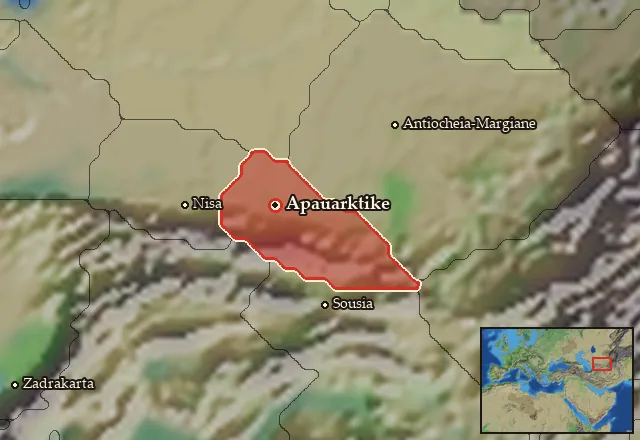 Antiocheia-Margiane
Nisa
Apauarktike
Sousia
Zadrakarta